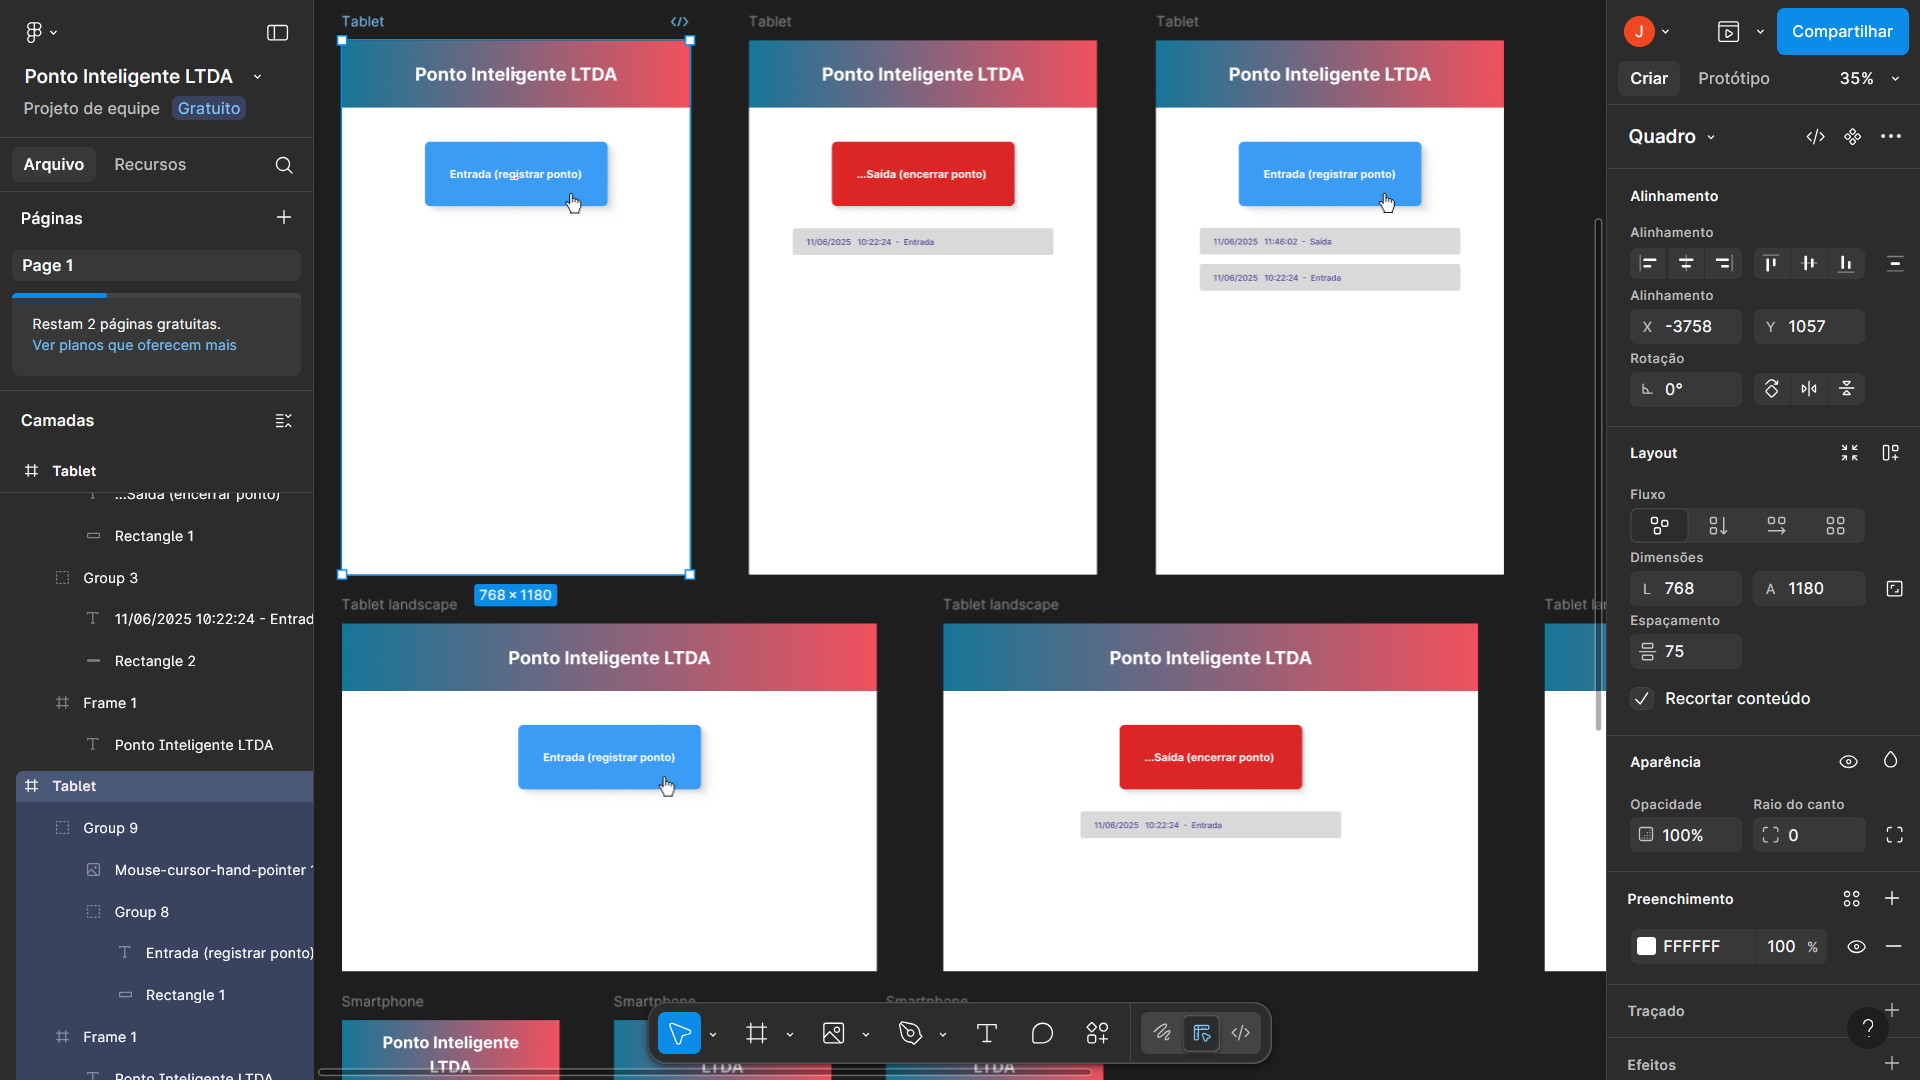 Ponto Inteligente LTDA
Projeto de equipe Gratuito
Arquivo Recursos
Páginas
Page 1
Restam 2 páginas gratuitas.
Ver planos que oferecem mais
Camadas
Tablet
...Saída (encerrar ponto)
Rectangle 1
Group 3
11/06/2025 10:22:24 - Entrad
Rectangle 2
Frame 1
Ponto Inteligente LTDA
Tablet
Group 9
Mouse-cursor-hand-pointer
Group 8
Entrada (registrar ponto)
Rectangle 1
Frame 1
Ponto Inteligente LTDA
Tablet
Ponto Inteligente LTDA
Entrada (registrar ponto)
768 × 1180
Tablet
Ponto Inteligente LTDA
...Saída (encerrar ponto)
11/06/2025 10:22:24 - Entrada
Tablet
Ponto Inteligente LTDA
Entrada (registrar ponto)
11/06/2025 11:46:02 - Saída
11/06/2025 10:22:24 - Entrada
Tablet landscape
Ponto Inteligente LTDA
Entrada (registrar ponto)
Tablet landscape
Ponto Inteligente LTDA
...Saída (encerrar ponto)
11/06/2025 10:22:24 - Entrada
Tablet lan
Smartphone
Ponto Inteligente
LTDA
Smartphone
LTDA
Smartphone
LTDA
J
Compartilhar
Criar Protótipo 35%
Quadro
Alinhamento
Alinhamento
Alinhamento
X -3758 Y 1057
Rotação
0°
Layout
Fluxo
Dimensões
L 768 A 1180
Espaçamento
75
Recortar conteúdo
Aparência
Opacidade Raio do canto
100% 0
Preenchimento
FFFFFF 100 %
Traçado
?
Efeitos